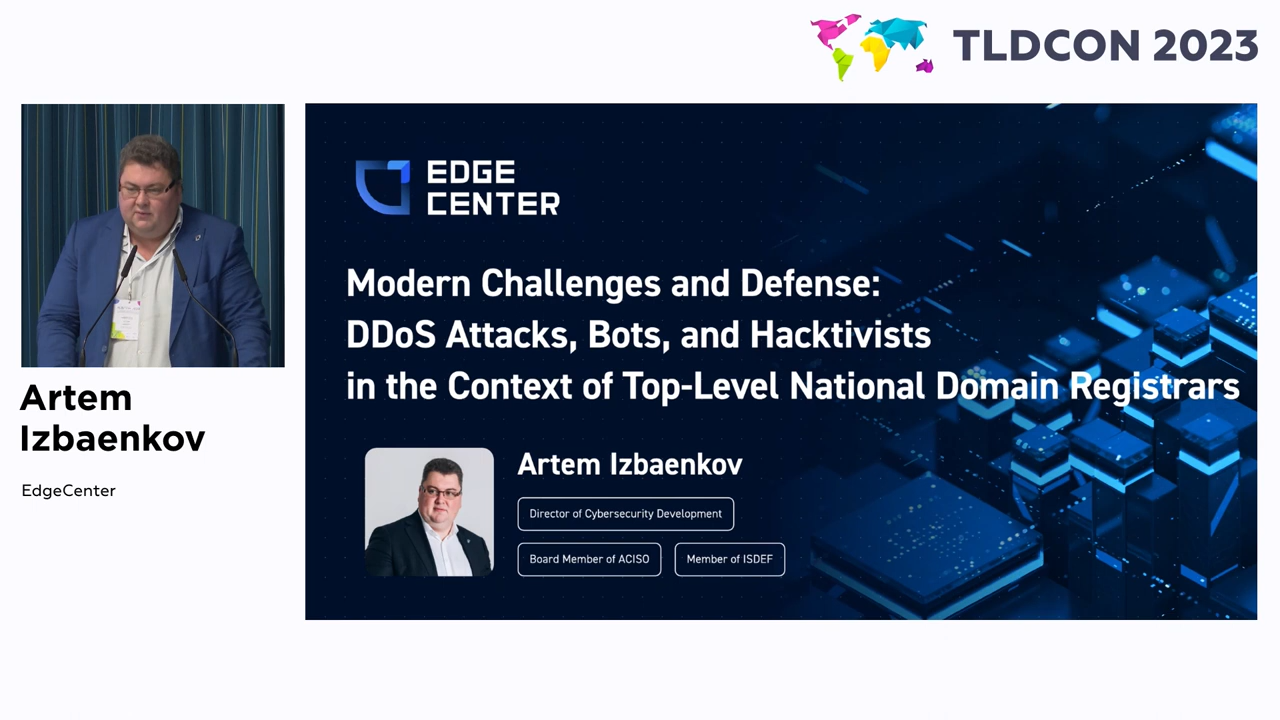 TLDCON 2023
EDGE
CENTER
Modern Challenges and Defense:
DDoS Attacks, Bots, and Hacktivists
in the Context of Top-Level National Domain Registrars
Artem Izbaenkov
Director of Cybersecurity Development
Board Member of ACISO
Member of ISDEF
Artem
Izbaenkov
EdgeCenter